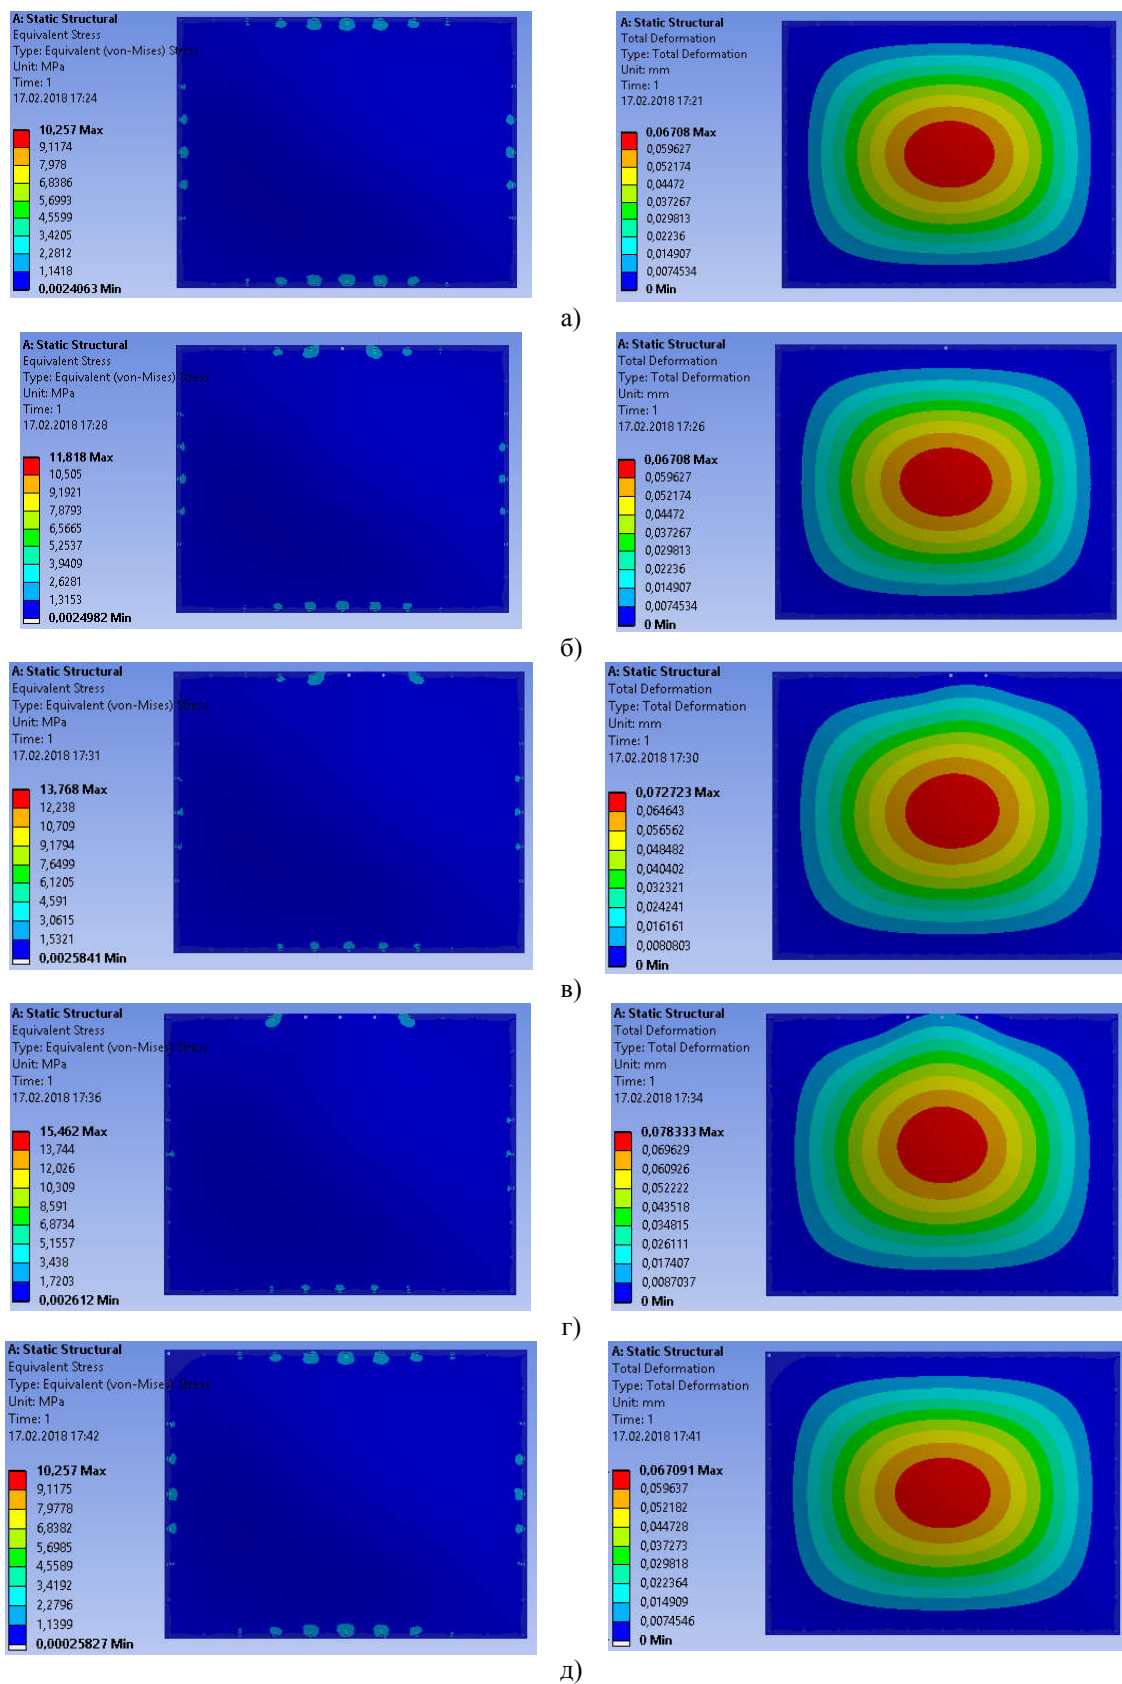 A: Static Structural
Equivalent Stress
Type: Equivalent (von-Mises) Stress
Unit: MPa
Time: 1
17.02.2018 17:24
10,257 Max
9,1174
7,978
6,8386
5,6993
4,5599
3,4205
2,2812
1,1418
0,0024063 Min
A: Static Structural
Total Deformation
Type: Total Deformation
Unit: mm
Time: 1
17.02.2018 17:21
0,06708 Max
0,059627
0,052174
0,04472
0,037267
0,029813
0,02236
0,014907
0,0074534
0 Min
а)
A: Static Structural
Equivalent Stress
Type: Equivalent (von-Mises) Stress
Unit: MPa
Time: 1
17.02.2018 17:28
11,818 Max
10,505
9,1921
7,8793
6,5665
5,2537
3,9409
2,6281
1,3153
0,0024982 Min
A: Static Structural
Total Deformation
Type: Total Deformation
Unit: mm
Time: 1
17.02.2018 17:26
0,06708 Max
0,059627
0,052174
0,04472
0,037267
0,029813
0,02236
0,014907
0,0074534
0 Min
б)
A: Static Structural
Equivalent Stress
Type: Equivalent (von-Mises) Stress
Unit: MPa
Time: 1
17.02.2018 17:31
13,768 Max
12,238
10,709
9,1794
7,6499
6,1205
4,591
3,0615
1,5321
0,0025841 Min
A: Static Structural
Total Deformation
Type: Total Deformation
Unit: mm
Time: 1
17.02.2018 17:30
0,072723 Max
0,064643
0,056562
0,048482
0,040402
0,032321
0,024241
0,016161
0,0080803
0 Min
в)
A: Static Structural
Equivalent Stress
Type: Equivalent (von-Mises) Stress
Unit: MPa
Time: 1
17.02.2018 17:36
15,462 Max
13,744
12,026
10,309
8,591
6,8734
5,1557
3,438
1,7203
0,002612 Min
A: Static Structural
Total Deformation
Type: Total Deformation
Unit: mm
Time: 1
17.02.2018 17:34
0,078333 Max
0,069629
0,060926
0,052222
0,043518
0,034815
0,026111
0,017407
0,0087037
0 Min
г)
A: Static Structural
Equivalent Stress
Type: Equivalent (von-Mises) Stress
Unit: MPa
Time: 1
17.02.2018 17:42
10,257 Max
9,1175
7,9778
6,8382
5,6985
4,5589
3,4192
2,2796
1,1399
0,00025827 Min
A: Static Structural
Total Deformation
Type: Total Deformation
Unit: mm
Time: 1
17.02.2018 17:41
0,067091 Max
0,059637
0,052182
0,044728
0,037273
0,029818
0,022364
0,014909
0,0074546
0 Min
д)